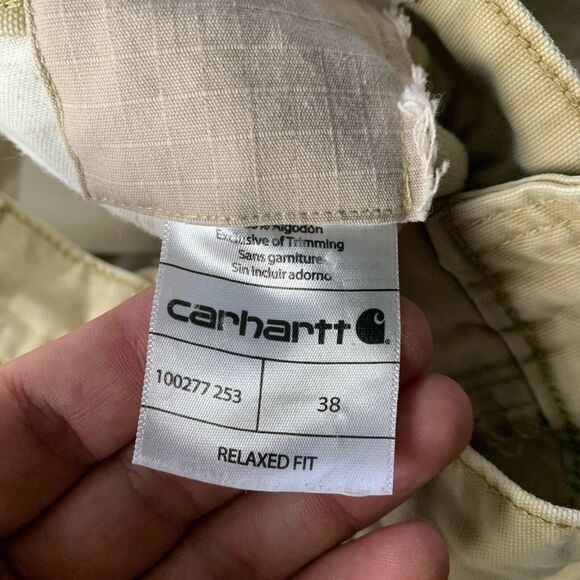 Algodón
Exclusive of Trimming
Sans garniture
Sin incluir adorno
carhartt
100277 253
38
RELAXED FIT